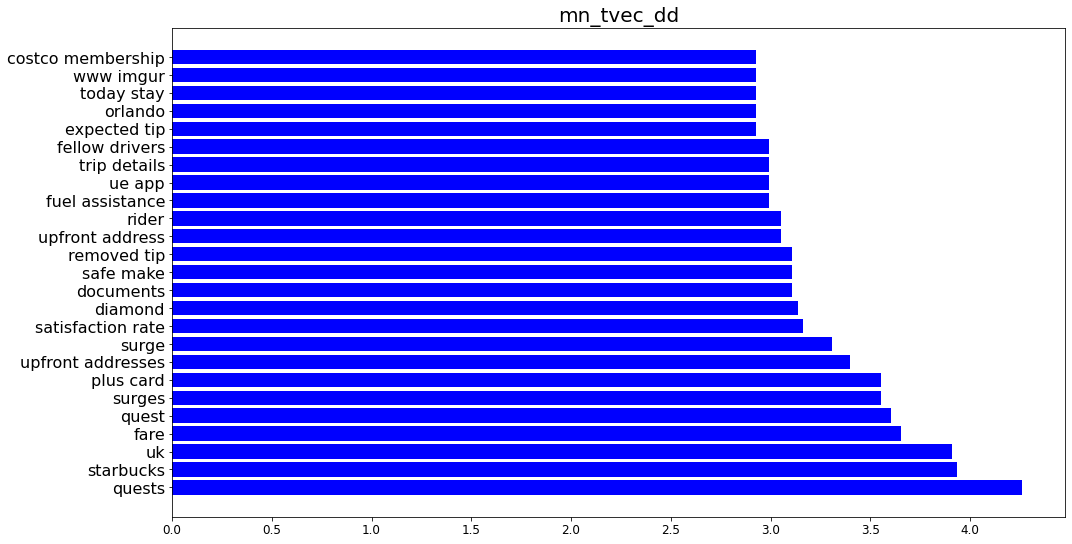 mn_tvec_dd
costco membership
www imgur
today stay
orlando
expected tip
fellow drivers
trip details
ue app
fuel assistance
rider
upfront address
removed tip
safe make
documents
diamond
satisfaction rate
surge
upfront addresses
plus card
surges
quest
fare
uk
starbucks
quests
0.0 0.5 1.0 1.5 2.0 2.5 3.0 3.5 4.0